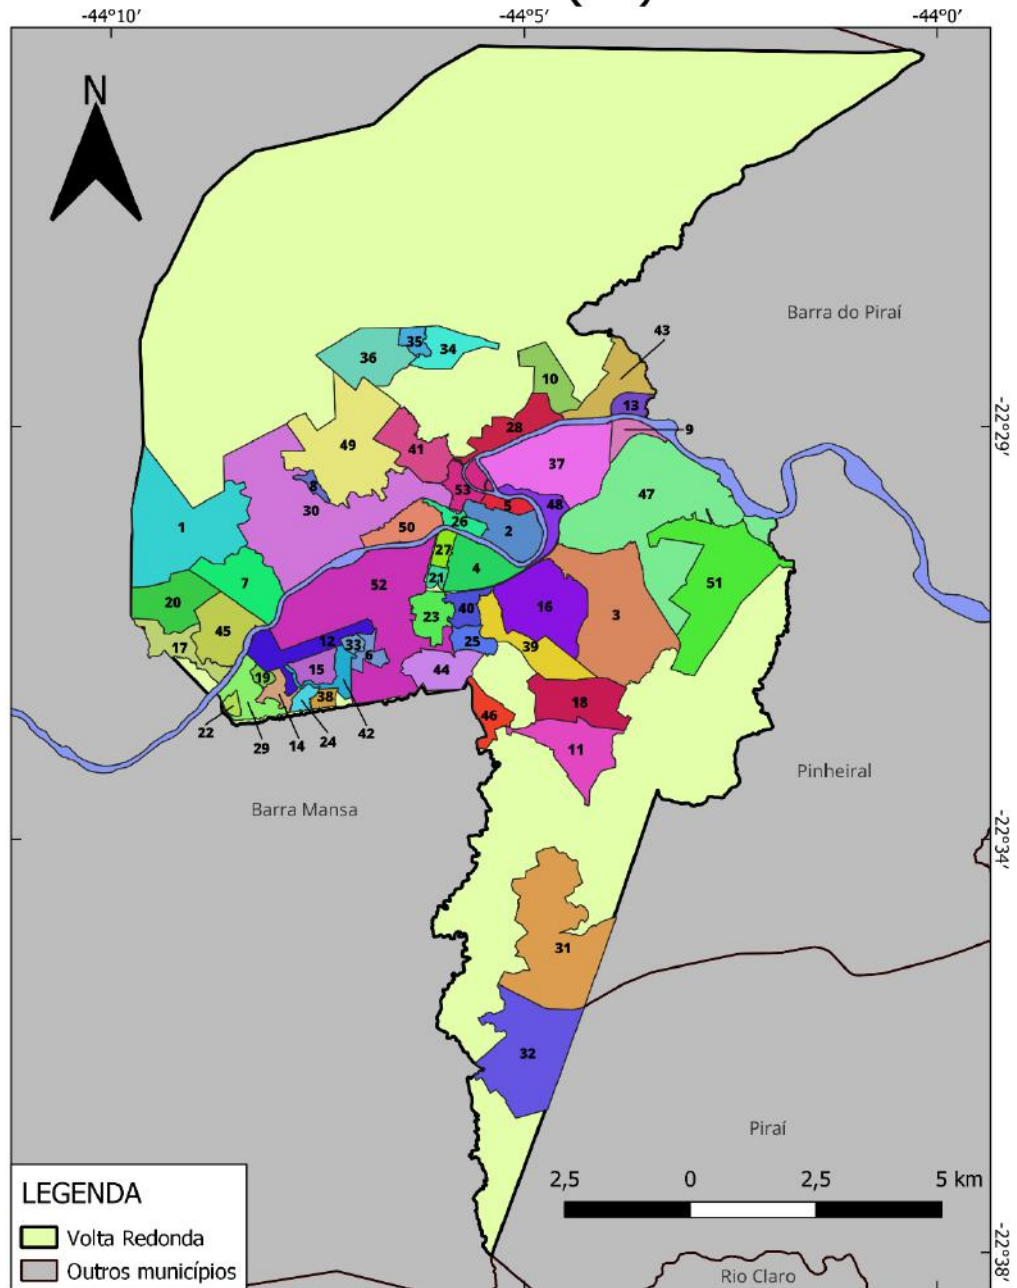 -44°10′ -44°5′ -44°0′
N
Barra do Piraí
43
35
36 34
10
13
28 9
-22°29′
41
49
37
8 53 47
30 5 48
1 50 26 2
27
7 52 4 51
21
20 40 16 3
23
45 12
17 33 25 39
6
15 44
19
38 18
46
22 42
29 14 24 11
Pinheiral
Barra Mansa
-22°34′
31
32
Piraí
LEGENDA
Volta Redonda
Outros municípios
2,5 0 2,5 5 km
-22°38′
Rio Claro